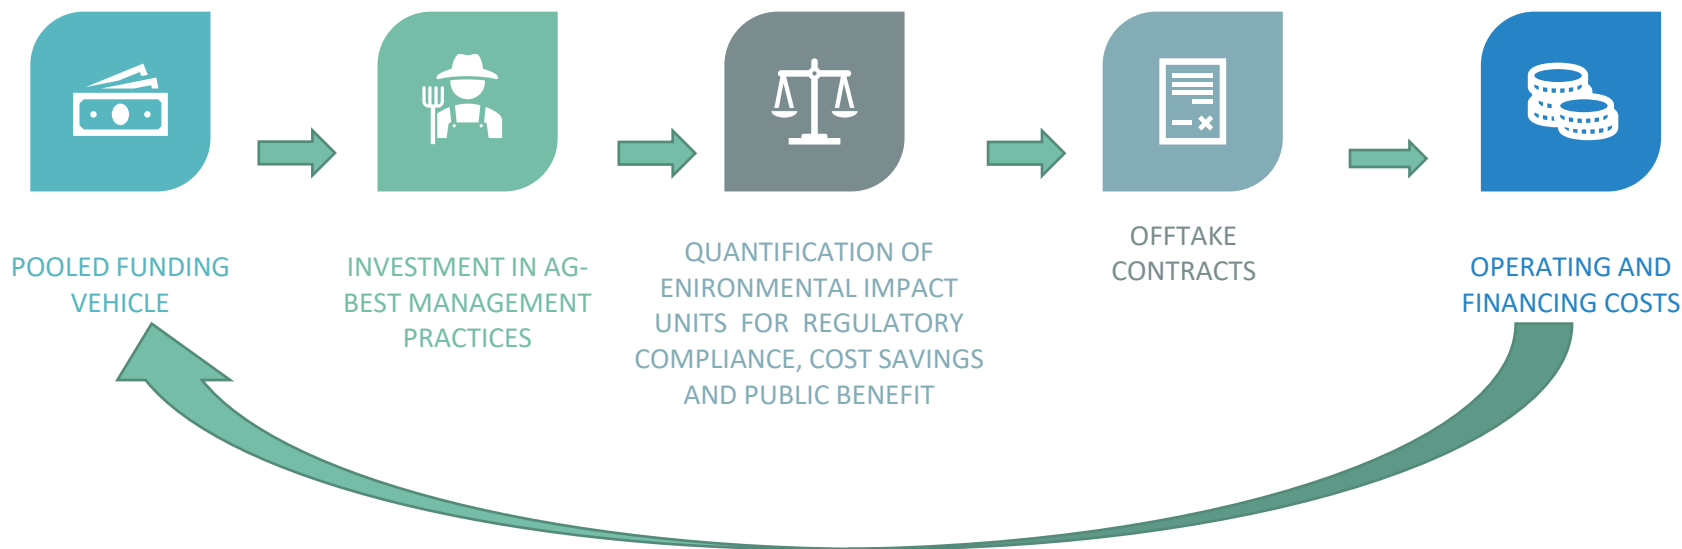 POOLED FUNDING
VEHICLE
INVESTMENT IN AG-
BEST MANAGEMENT
PRACTICES
QUANTIFICATION OF
ENIRONMENTAL IMPACT
UNITS FOR REGULATORY
COMPLIANCE, COST SAVINGS
AND PUBLIC BENEFIT
OFFTAKE
CONTRACTS
OPERATING AND
FINANCING COSTS